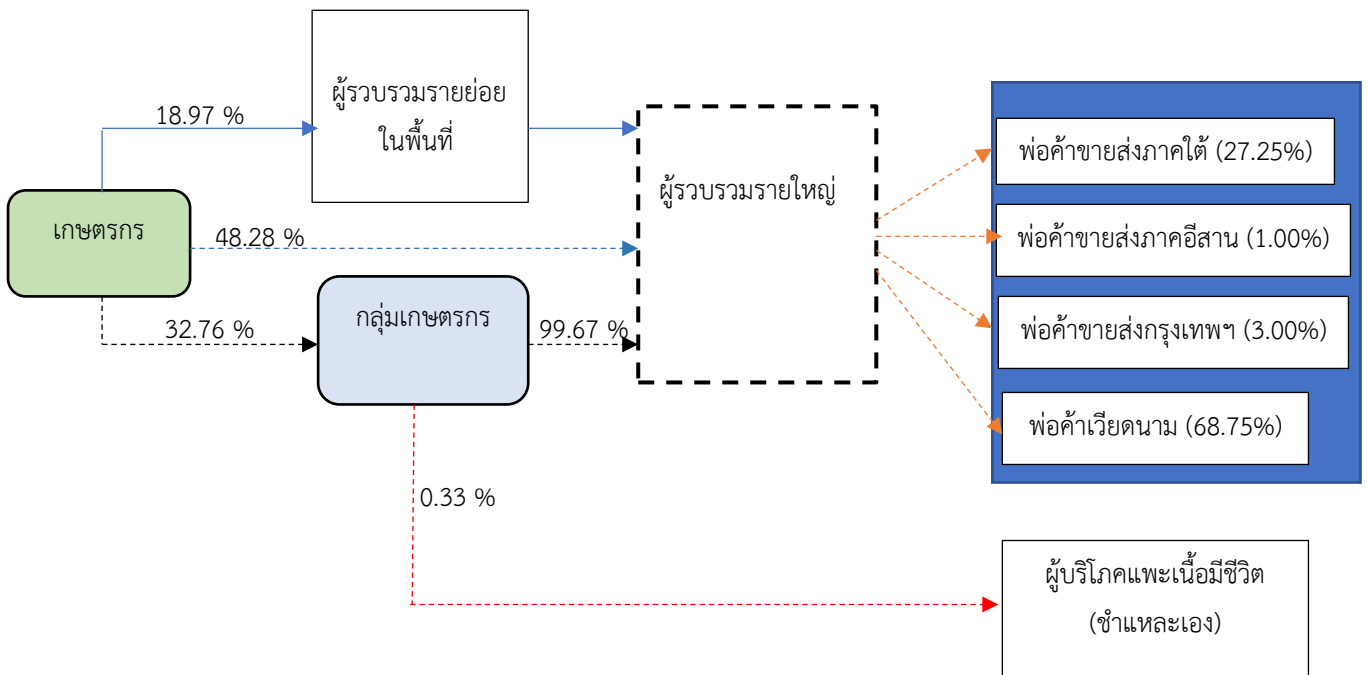 ผู้รวบรวมรายย่อย
ในพื้นที่
18.97 %
เกษตรกร
48.28 %
32.76 %
กลุ่มเกษตรกร
99.67 %
0.33 %
ผู้รวบรวมรายใหญ่
พ่อค้าขายส่งภาคใต้ (27.25%)
พ่อค้าขายส่งภาคอีสาน (1.00%)
พ่อค้าขายส่งกรุงเทพฯ (3.00%)
พ่อค้าเวียดนาม (68.75%)
ผู้บริโภคแพะเนื้อมีชีวิต
(ชำแหละเอง)